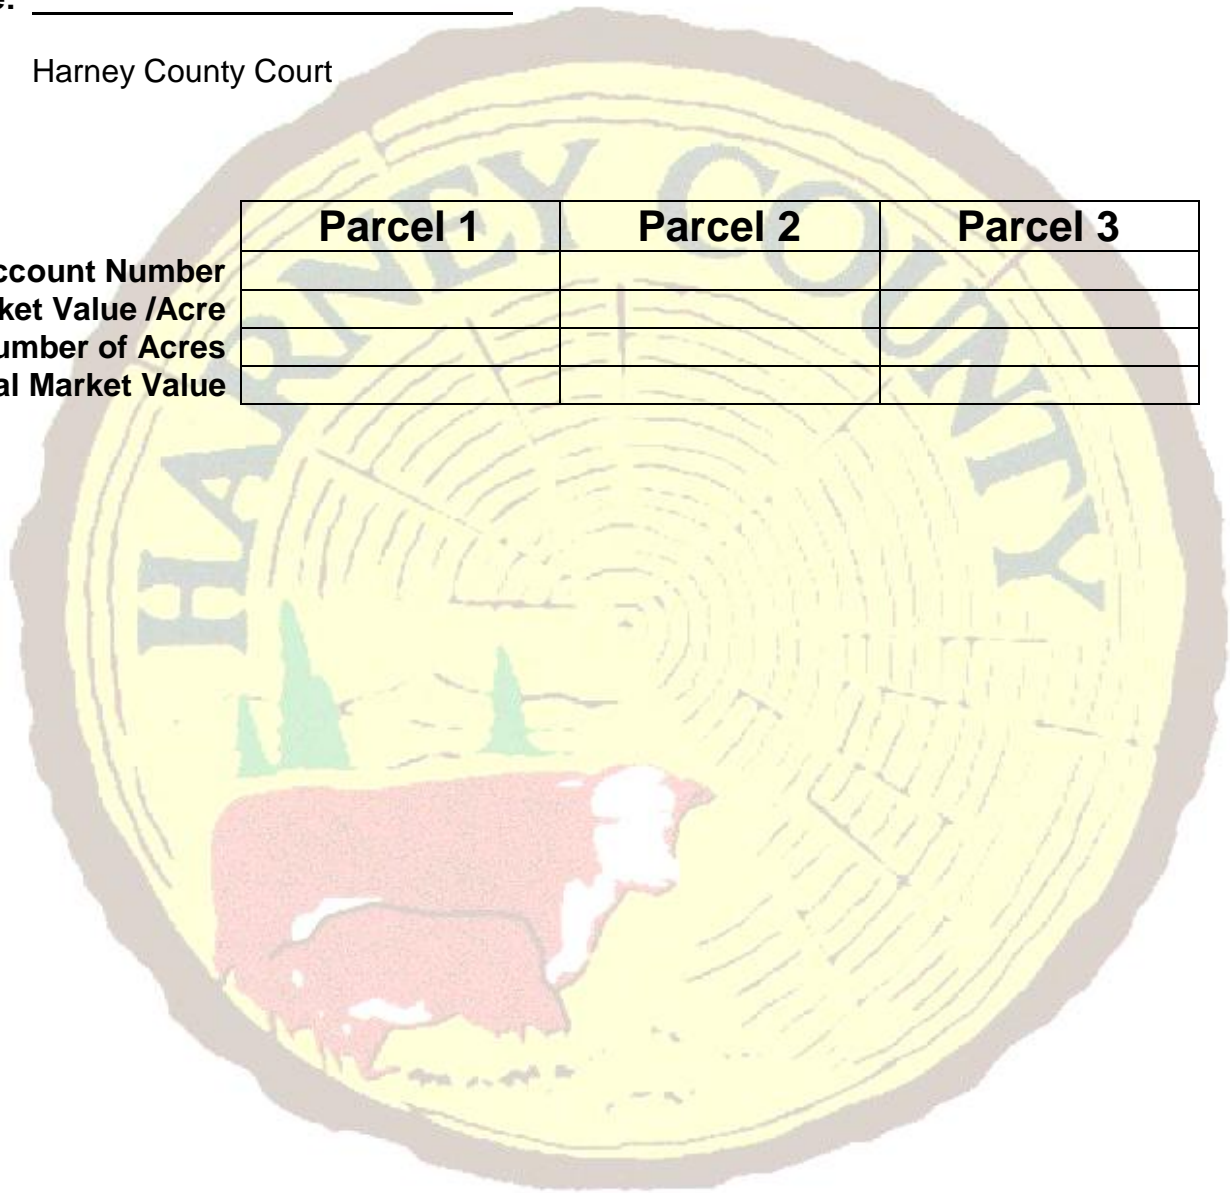 e:
Harney County Court
Parcel 1 Parcel 2 Parcel 3
ccount Number
ket Value /Acre
umber of Acres
al Market Value
HARNEY COUNTY